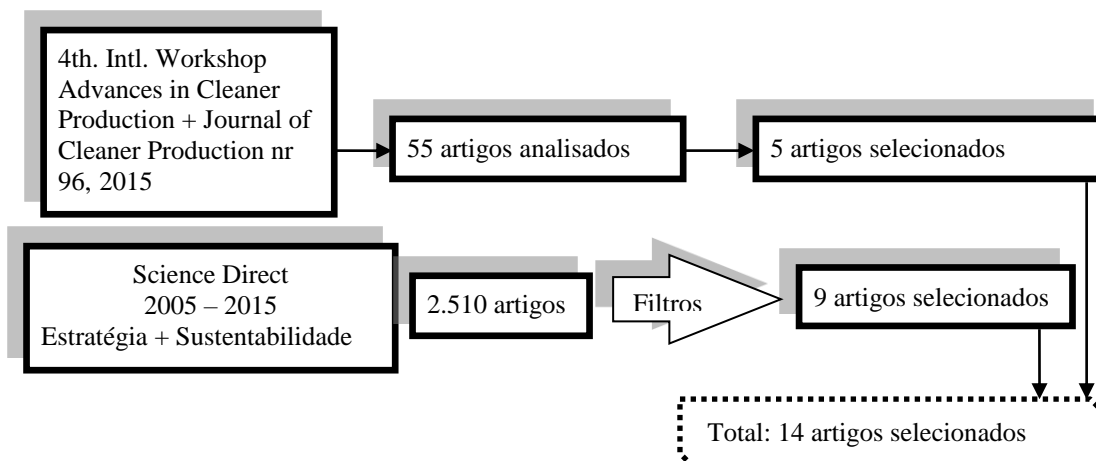 4th. Intl. Workshop
Advances in Cleaner
Production + Journal of
Cleaner Production nr
96, 2015
55 artigos analisados
5 artigos selecionados
Science Direct
2005 – 2015
Estratégia + Sustentabilidade
2.510 artigos
Filtros
9 artigos selecionados
Total: 14 artigos selecionados